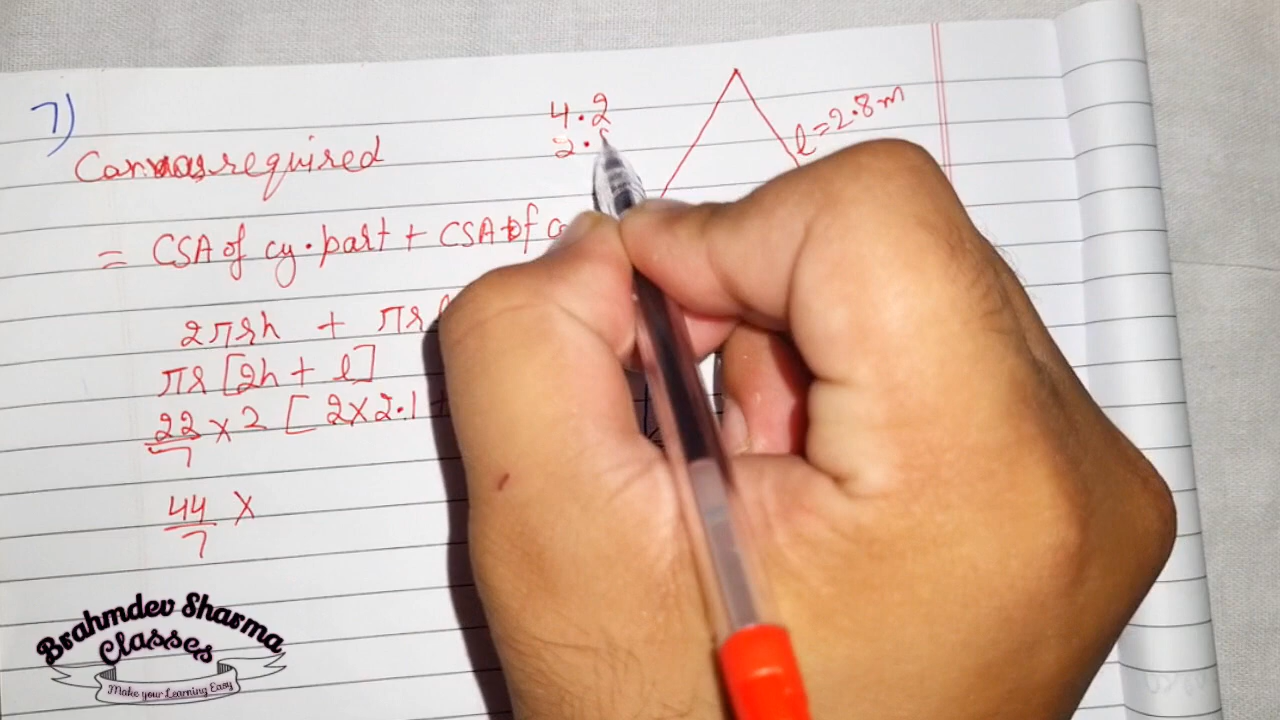 7)
4.2
2.
l = 2.8m
Canvas required
= CSA of cy. part + CSA of
2πrh + πr
πr [2h + l]
22/7 x 2 [ 2x2.1 +
44/7 x
Brahmdev Sharma
Classes
Make your Learning Easy